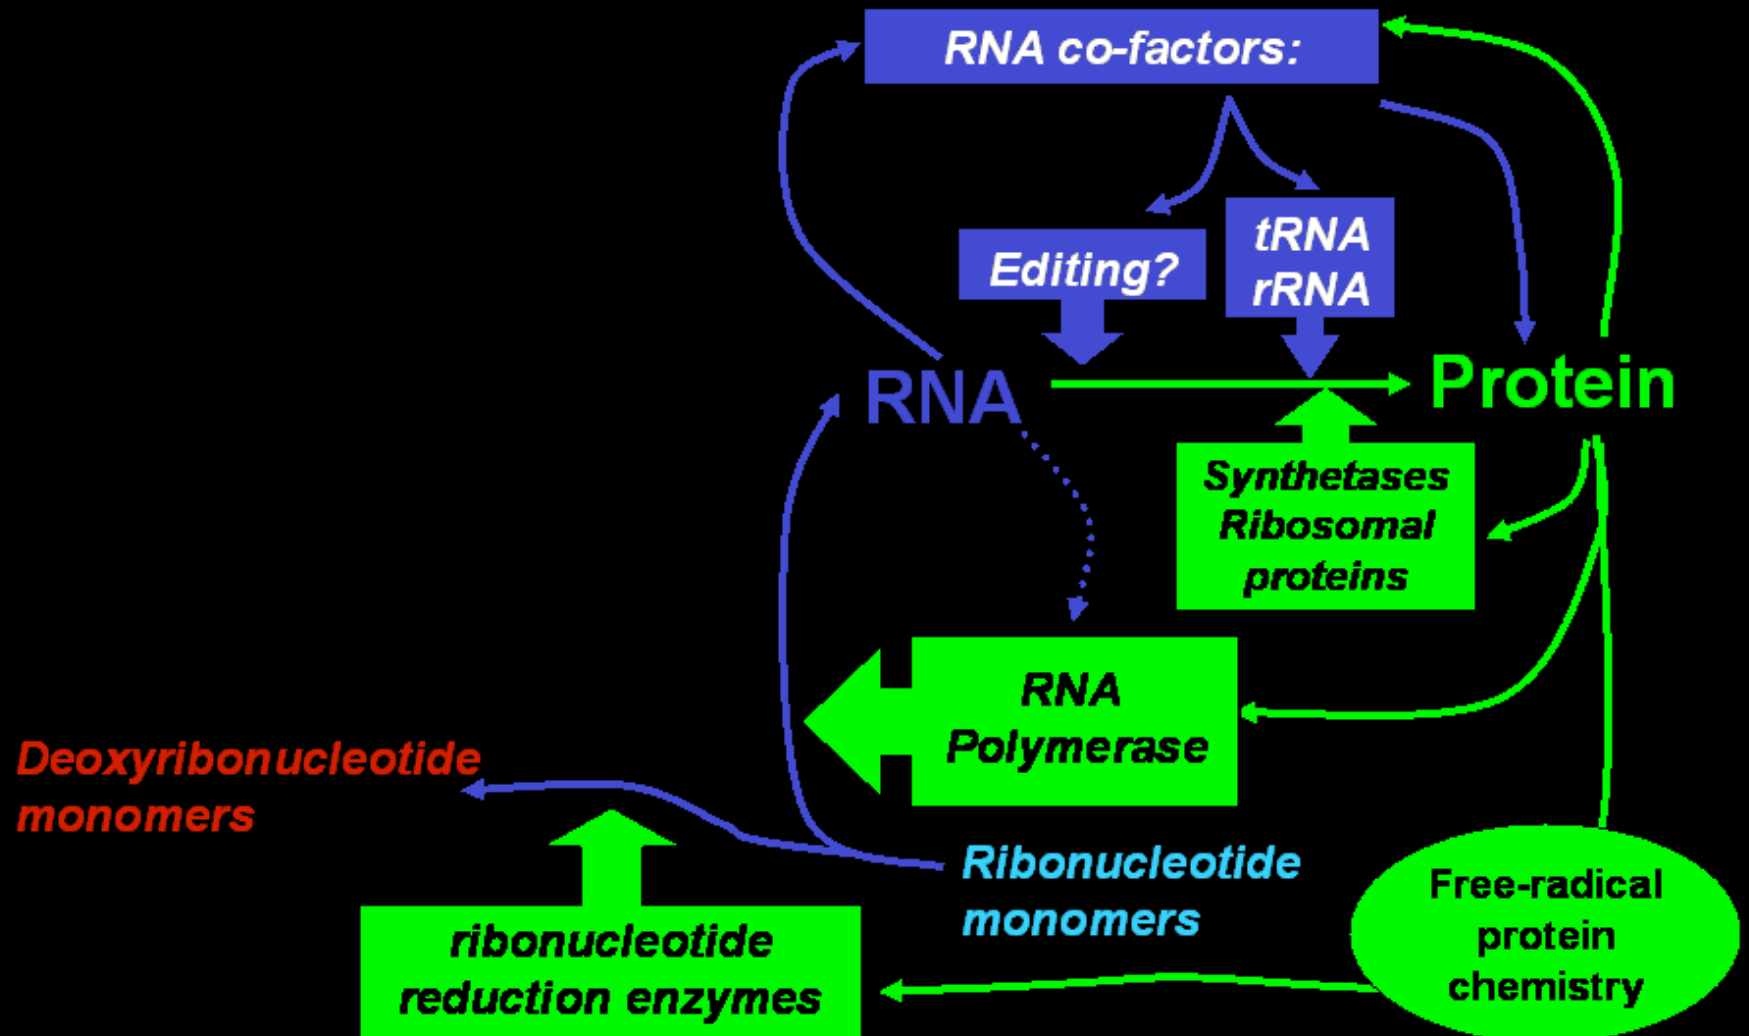 RNA co-factors:
Editing?
tRNA
rRNA
RNA
Protein
Synthetases
Ribosomal
proteins
RNA
Polymerase
Deoxyribonucleotide
monomers
Ribonucleotide
monomers
Free-radical
protein
chemistry
ribonucleotide
reduction enzymes